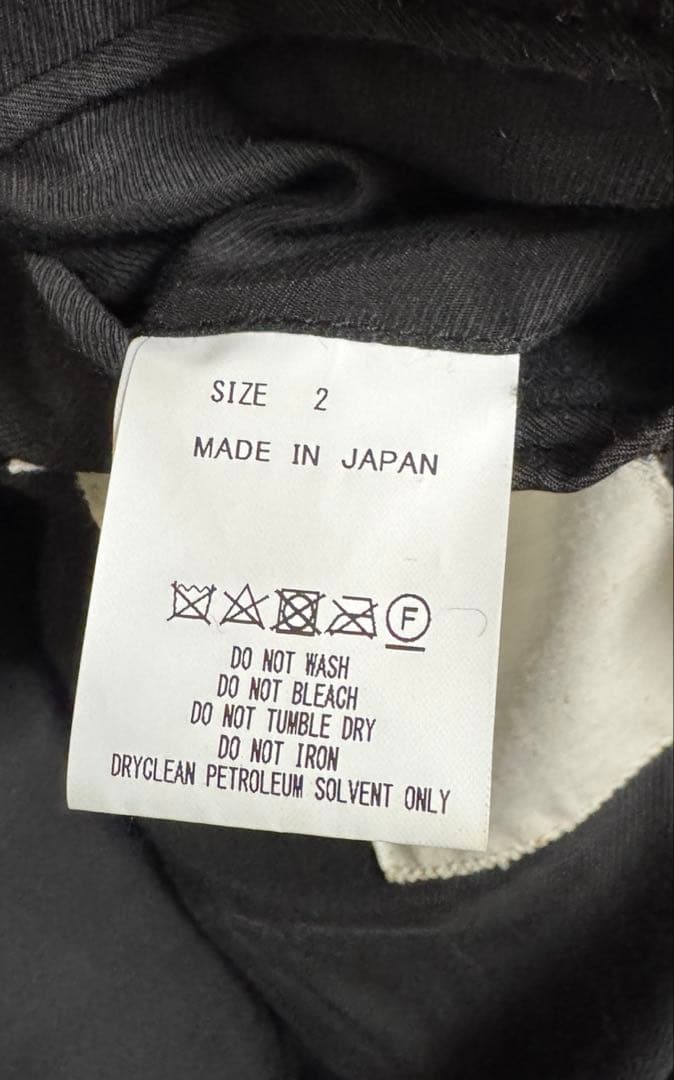 SIZE 2
MADE IN JAPAN
F
DO NOT WASH
DO NOT BLEACH
DO NOT TUMBLE DRY
DO NOT IRON
DRYCLEAN PETROLEUM SOLVENT ONLY